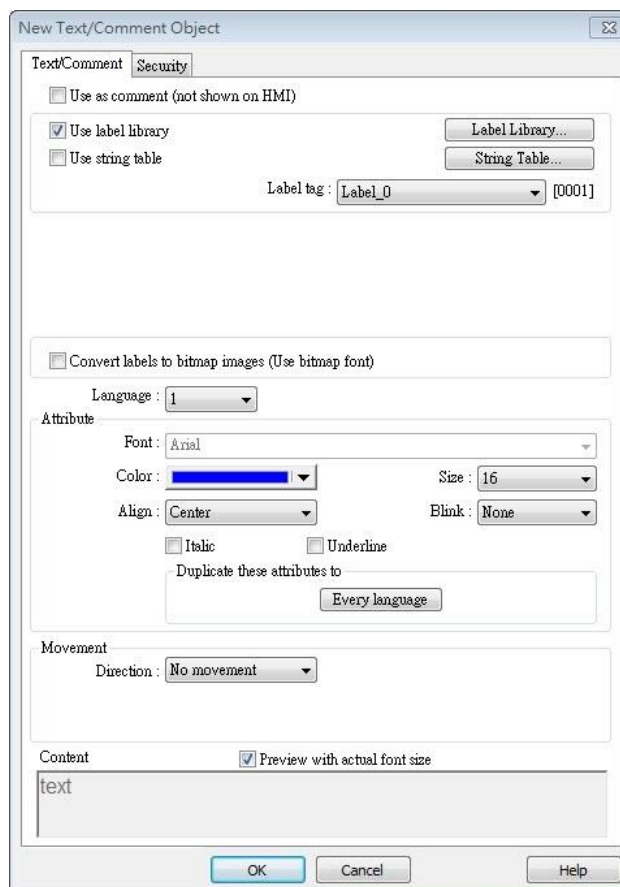 New Text/Comment Object
Text/Comment Security
Use as comment (not shown on HMI)
Use label library Label Library...
Use string table String Table...
Label tag : Label_0 [0001]
Convert labels to bitmap images (Use bitmap font)
Language : 1
Attribute
Font : Arial
Color : Size : 16
Align : Center Blink : None
Italic Underline
Duplicate these attributes to
Every language
Movement
Direction : No movement
Content Preview with actual font size
text
OK Cancel Help